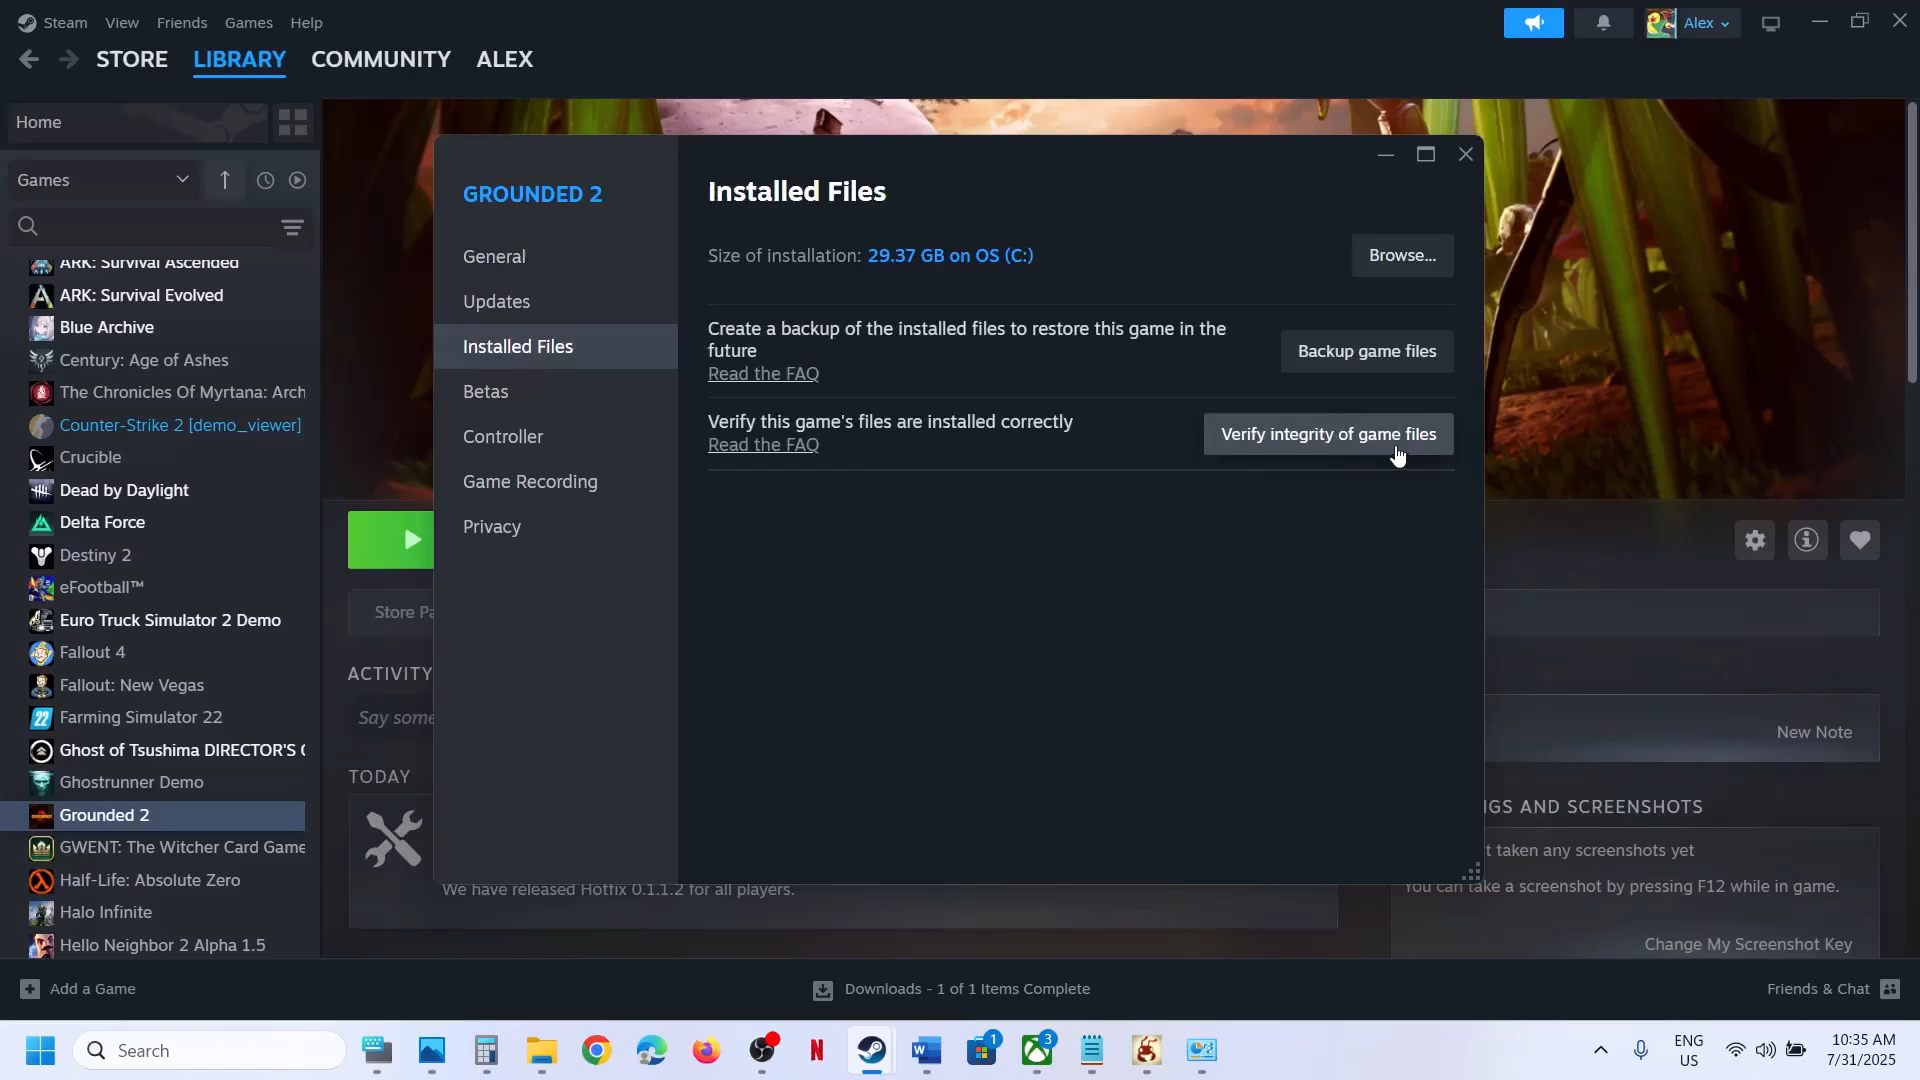 Steam View Friends Games Help
Alex
STORE LIBRARY COMMUNITY ALEX
Home
Games
ARK: Survival Ascended
ARK: Survival Evolved
Blue Archive
Century: Age of Ashes
The Chronicles Of Myrtana: Arch
Counter-Strike 2 [demo_viewer]
Crucible
Dead by Daylight
Delta Force
Destiny 2
eFootball™
Euro Truck Simulator 2 Demo
Fallout 4
Fallout: New Vegas
Farming Simulator 22
Ghost of Tsushima DIRECTOR'S
Ghostrunner Demo
Grounded 2
GWENT: The Witcher Card Game
Half-Life: Absolute Zero
Halo Infinite
Hello Neighbor 2 Alpha 1.5
GROUNDED 2
General
Updates
Installed Files
Betas
Controller
Game Recording
Privacy
Installed Files
Size of installation: 29.37 GB on OS (C:)
Browse...
Create a backup of the installed files to restore this game in the
future
Read the FAQ
Backup game files
Verify this game's files are installed correctly
Read the FAQ
Verify integrity of game files
Store Pa
ACTIVITY
Say some
TODAY
We have released Hotfix 0.1.1.2 for all players.
New Note
GS AND SCREENSHOTS
t taken any screenshots yet
You can take a screenshot by pressing F12 while in game.
Change My Screenshot Key
Add a Game
Downloads - 1 of 1 Items Complete
Friends & Chat
Search
1
3
ENG
US
10:35 AM
7/31/2025